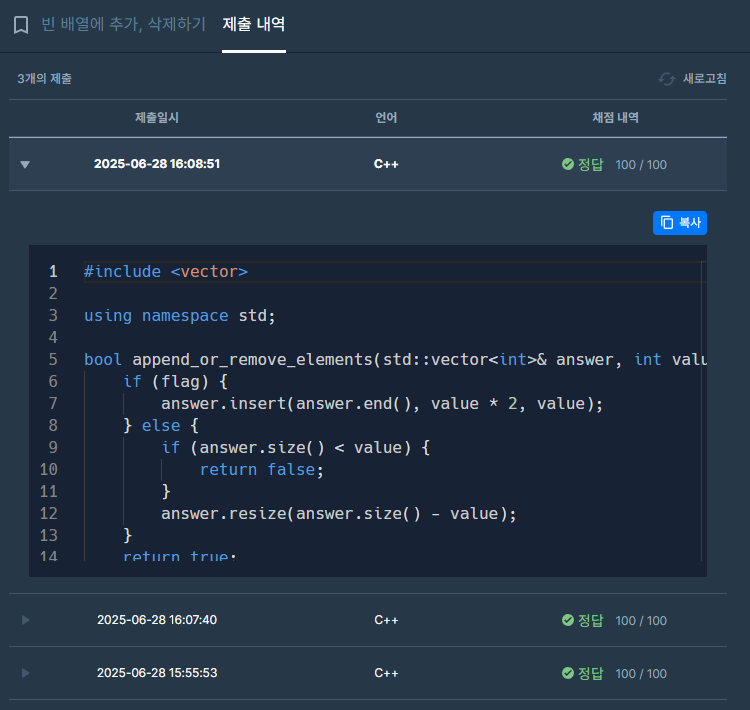 빈 배열에 추가, 삭제하기 제출 내역
3개의 제출 새로고침
제출일시 언어 채점 내역
2025-06-28 16:08:51 C++ 정답 100 / 100
복사
1 #include <vector>
2
3 using namespace std;
4
5 bool append_or_remove_elements(std::vector<int>& answer, int valu
6 if (flag) {
7 answer.insert(answer.end(), value * 2, value);
8 } else {
9 if (answer.size() < value) {
10 return false;
11 }
12 answer.resize(answer.size() - value);
13 }
14 return true;
2025-06-28 16:07:40 C++ 정답 100 / 100
2025-06-28 15:55:53 C++ 정답 100 / 100